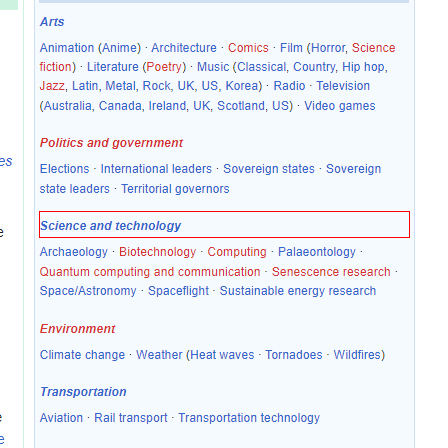 Arts
Animation (Anime) · Architecture · Comics · Film (Horror, Science
fiction) · Literature (Poetry) · Music (Classical, Country, Hip hop,
Jazz, Latin, Metal, Rock, UK, US, Korea) · Radio · Television
(Australia, Canada, Ireland, UK, Scotland, US) · Video games
Politics and government
Elections · International leaders · Sovereign states · Sovereign
state leaders · Territorial governors
Science and technology
Archaeology · Biotechnology · Computing · Palaeontology ·
Quantum computing and communication · Senescence research ·
Space/Astronomy · Spaceflight · Sustainable energy research
Environment
Climate change · Weather (Heat waves · Tornadoes · Wildfires)
Transportation
Aviation · Rail transport · Transportation technology